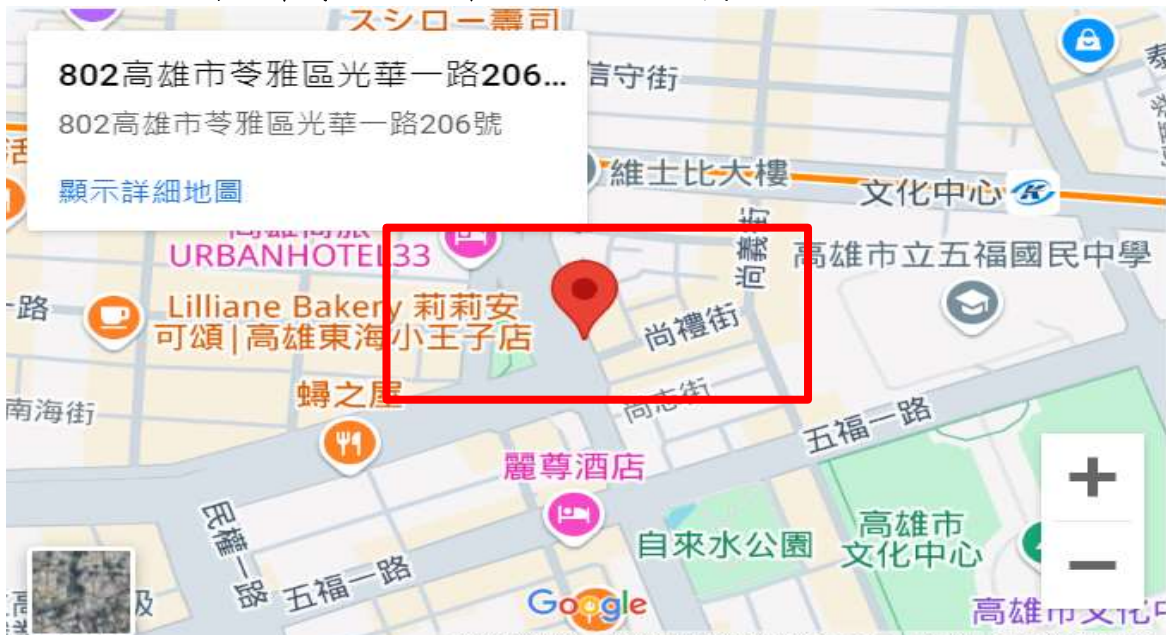 スシロー壽司
802高雄市苓雅區光華一路206...
802高雄市苓雅區光華一路206號
顯示詳細地圖
信守街
維士比大樓
文化中心
尚義街
高雄市立五福國民中學
URBANHOTEL33
路
Lilliane Bakery 莉莉安
可頌|高雄東海小王子店
尚禮街
蟳之屋
尚志街
南海街
五福一路
麗尊酒店
民權一路
自來水公園
高雄市
文化中心
五福一路
Google
高雄市文化中
+
−